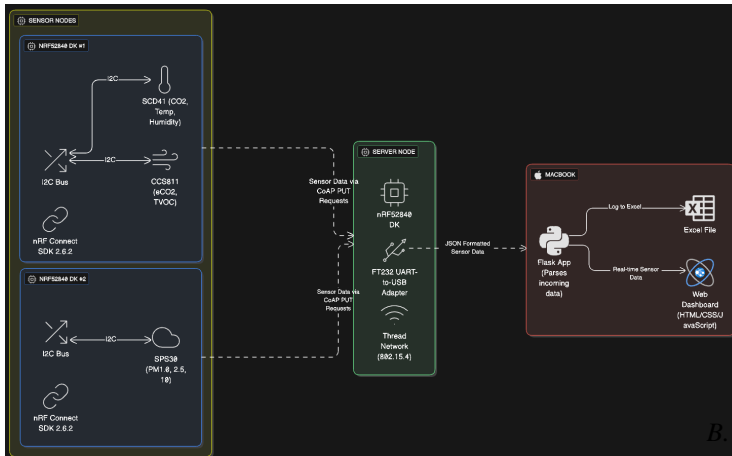 SENSOR NODES
NRF52840 DK #1
I2C
SCD41 (CO2,
Temp,
Humidity)
I2C
I2C Bus
CCS811
(eCO2,
TVOC)
nRF Connect
SDK 2.6.2
NRF52840 DK #2
I2C
I2C Bus
SPS30
(PM1.0, 2.5,
10)
nRF Connect
SDK 2.6.2
Sensor Data via
CoAP PUT
Requests
Sensor Data via
CoAP PUT
Requests
SERVER NODE
nRF52840
DK
FT232 UART-
to-USB
Adapter
Thread
Network
(802.15.4)
JSON Formatted
Sensor Data
MACBOOK
Flask App
(Parses
incoming
data)
Log to Excel
Excel File
Real-time Sensor
Data
Web
Dashboard
(HTML/CSS/J
avaScript)
B.